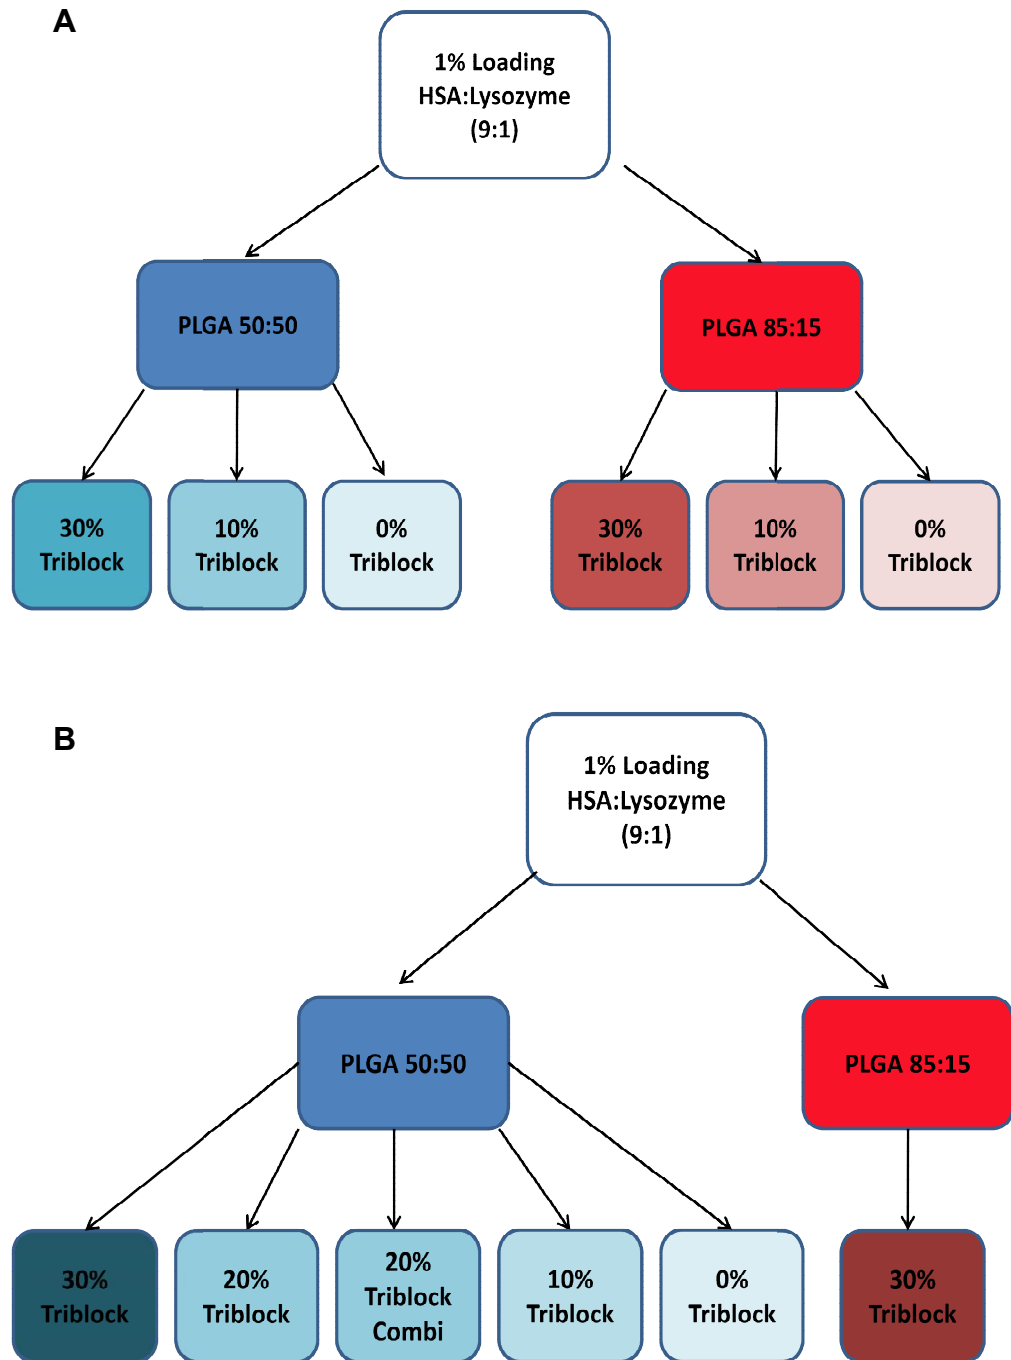 A
1% Loading
HSA:Lysozyme
(9:1)
PLGA 50:50
PLGA 85:15
30%
Triblock
10%
Triblock
0%
Triblock
30%
Triblock
10%
Triblock
0%
Triblock
B
1% Loading
HSA:Lysozyme
(9:1)
PLGA 50:50
PLGA 85:15
30%
Triblock
20%
Triblock
20%
Triblock
Combi
10%
Triblock
0%
Triblock
30%
Triblock